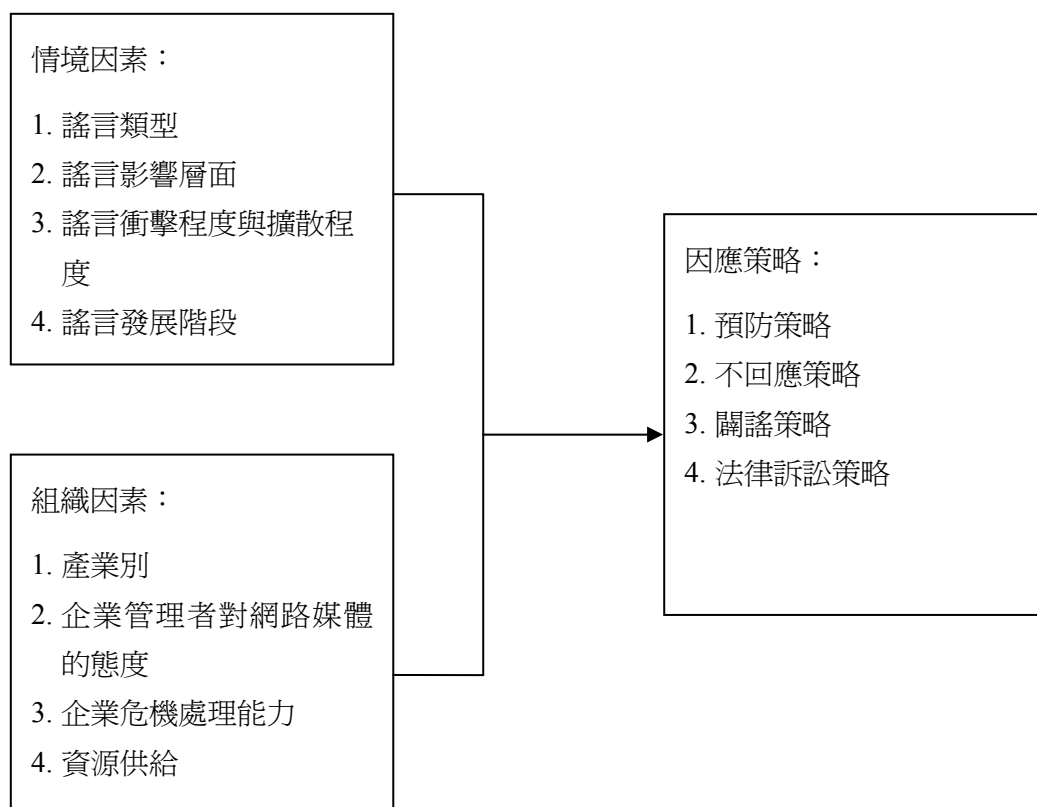 情境因素：
1. 謠言類型
2. 謠言影響層面
3. 謠言衝擊程度與擴散程
度
4. 謠言發展階段
組織因素：
1. 產業別
2. 企業管理者對網路媒體
的態度
3. 企業危機處理能力
4. 資源供給
因應策略：
1. 預防策略
2. 不回應策略
3. 闢謠策略
4. 法律訴訟策略